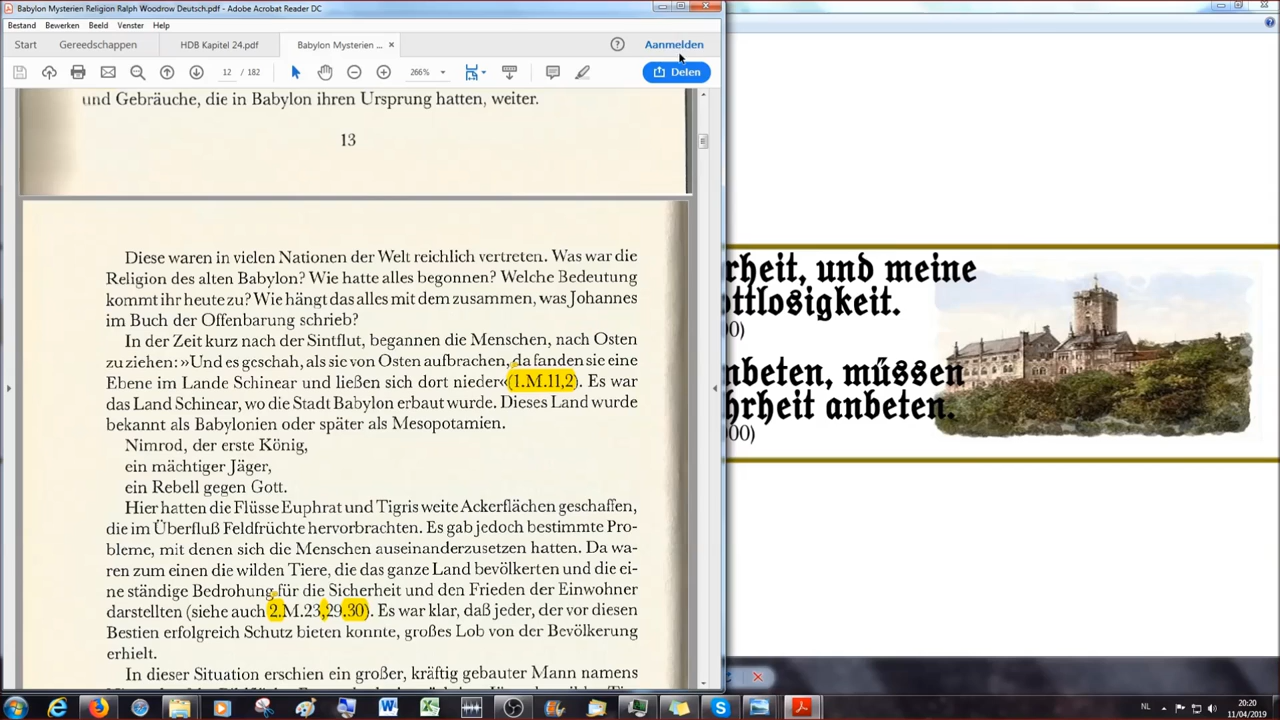 Babylon Mysterien Religion Ralph Woodrow Deutsch.pdf - Adobe Acrobat Reader DC
Bestand Bewerken Beeld Venster Help
Start Gereedschappen HDB Kapitel 24.pdf Babylon Mysterien ... × Aanmelden
12 / 182 266% Delen
und Gebräuche, die in Babylon ihren Ursprung hatten, weiter.
13
Diese waren in vielen Nationen der Welt reichlich vertreten. Was war die
Religion des alten Babylon? Wie hatte alles begonnen? Welche Bedeutung
kommt ihr heute zu? Wie hängt das alles mit dem zusammen, was Johannes
im Buch der Offenbarung schrieb?
In der Zeit kurz nach der Sintflut, begannen die Menschen, nach Osten
zu ziehen: »Und es geschah, als sie von Osten aufbrachen, da fanden sie eine
Ebene im Lande Schinear und ließen sich dort nieder« (1.M.11,2). Es war
das Land Schinear, wo die Stadt Babylon erbaut wurde. Dieses Land wurde
bekannt als Babylonien oder später als Mesopotamien.
Nimrod, der erste König,
ein mächtiger Jäger,
ein Rebell gegen Gott.
Hier hatten die Flüsse Euphrat und Tigris weite Ackerflächen geschaffen,
die im Überfluß Feldfrüchte hervorbrachten. Es gab jedoch bestimmte Pro-
bleme, mit denen sich die Menschen auseinanderzusetzen hatten. Da wa-
ren zum einen die wilden Tiere, die das ganze Land bevölkerten und die ei-
ne ständige Bedrohung für die Sicherheit und den Frieden der Einwohner
darstellten (siehe auch 2.M.23,29.30). Es war klar, daß jeder, der vor diesen
Bestien erfolgreich Schutz bieten konnte, großes Lob von der Bevölkerung
erhielt.
In dieser Situation erschien ein großer, kräftig gebauter Mann namens
rheit, und meine
ttlosigkeit.
00)
nbeten, müssen
hrheit anbeten.
00)
NL 20:20
11/04/2019